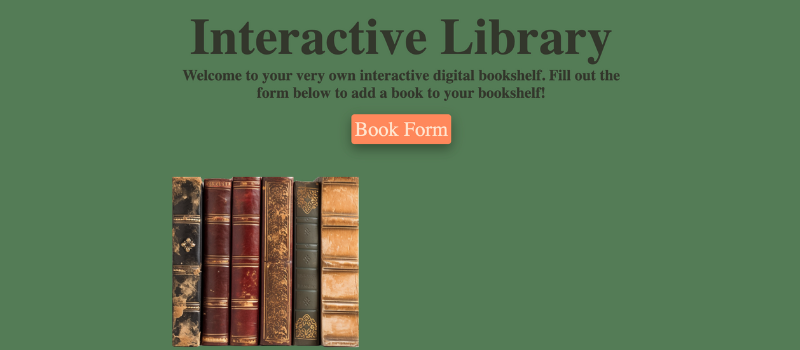 Interactive Library
Welcome to your very own interactive digital bookshelf. Fill out the
form below to add a book to your bookshelf!
Book Form